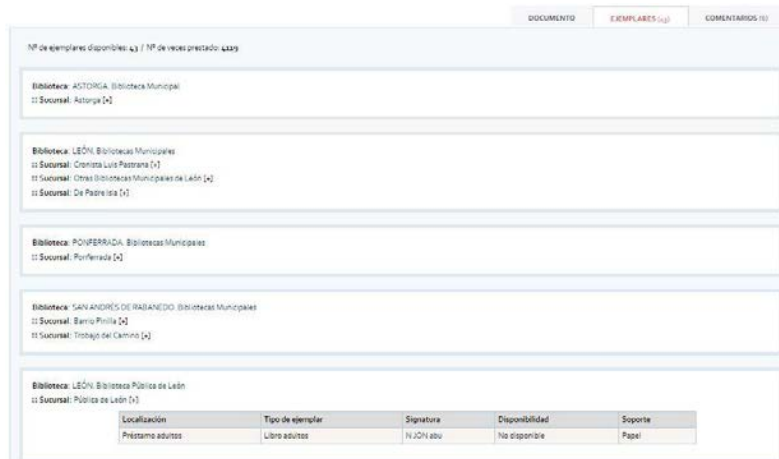 DOCUMENTO EJEMPLARES (43) COMENTARIOS (0)
Nº de ejemplares disponibles: 43 / Nº de veces prestado: 4119
Biblioteca: ASTORGA. Biblioteca Municipal
:: Sucursal: Astorga [+]
Biblioteca: LEÓN. Bibliotecas Municipales
:: Sucursal: Cronista Luis Pastrana [+]
:: Sucursal: Otras Bibliotecas Municipales de León [+]
:: Sucursal: De Padre Isla [+]
Biblioteca: PONFERRADA. Bibliotecas Municipales
:: Sucursal: Ponferrada [+]
Biblioteca: SAN ANDRÉS DE RABANEDO. Bibliotecas Municipales
:: Sucursal: Barrio Pinilla [+]
:: Sucursal: Trobajo del Camino [+]
Biblioteca: LEÓN. Biblioteca Pública de León
:: Sucursal: Pública de León [+]
Localización Tipo de ejemplar Signatura Disponibilidad Soporte
Préstamo adultos Libro adultos N JON abu No disponible Papel